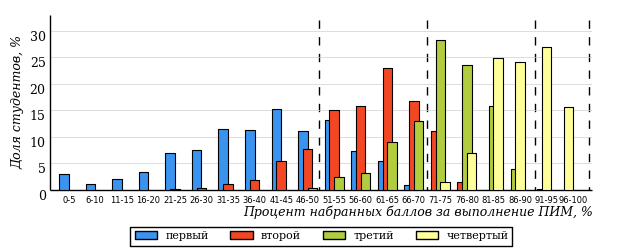 Доля студентов, %
30
25
20
15
10
5
0
0-5 6-10 11-15 16-20 21-25 26-30 31-35 36-40 41-45 46-50 51-55 56-60 61-65 66-70 71-75 76-80 81-85 86-90 91-95 96-100
Процент набранных баллов за выполнение ПИМ, %
первый второй третий четвертый